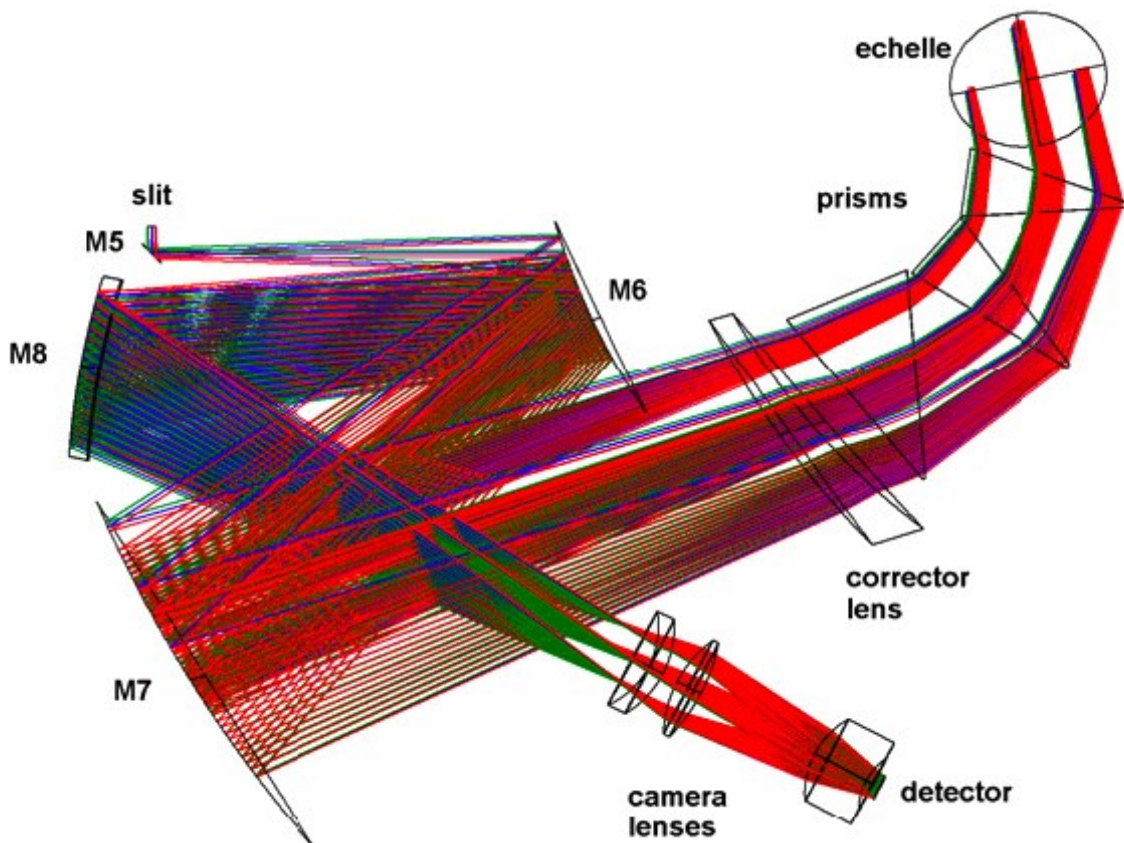 echelle
slit
prisms
M5
M6
M8
corrector
lens
M7
camera
lenses
detector